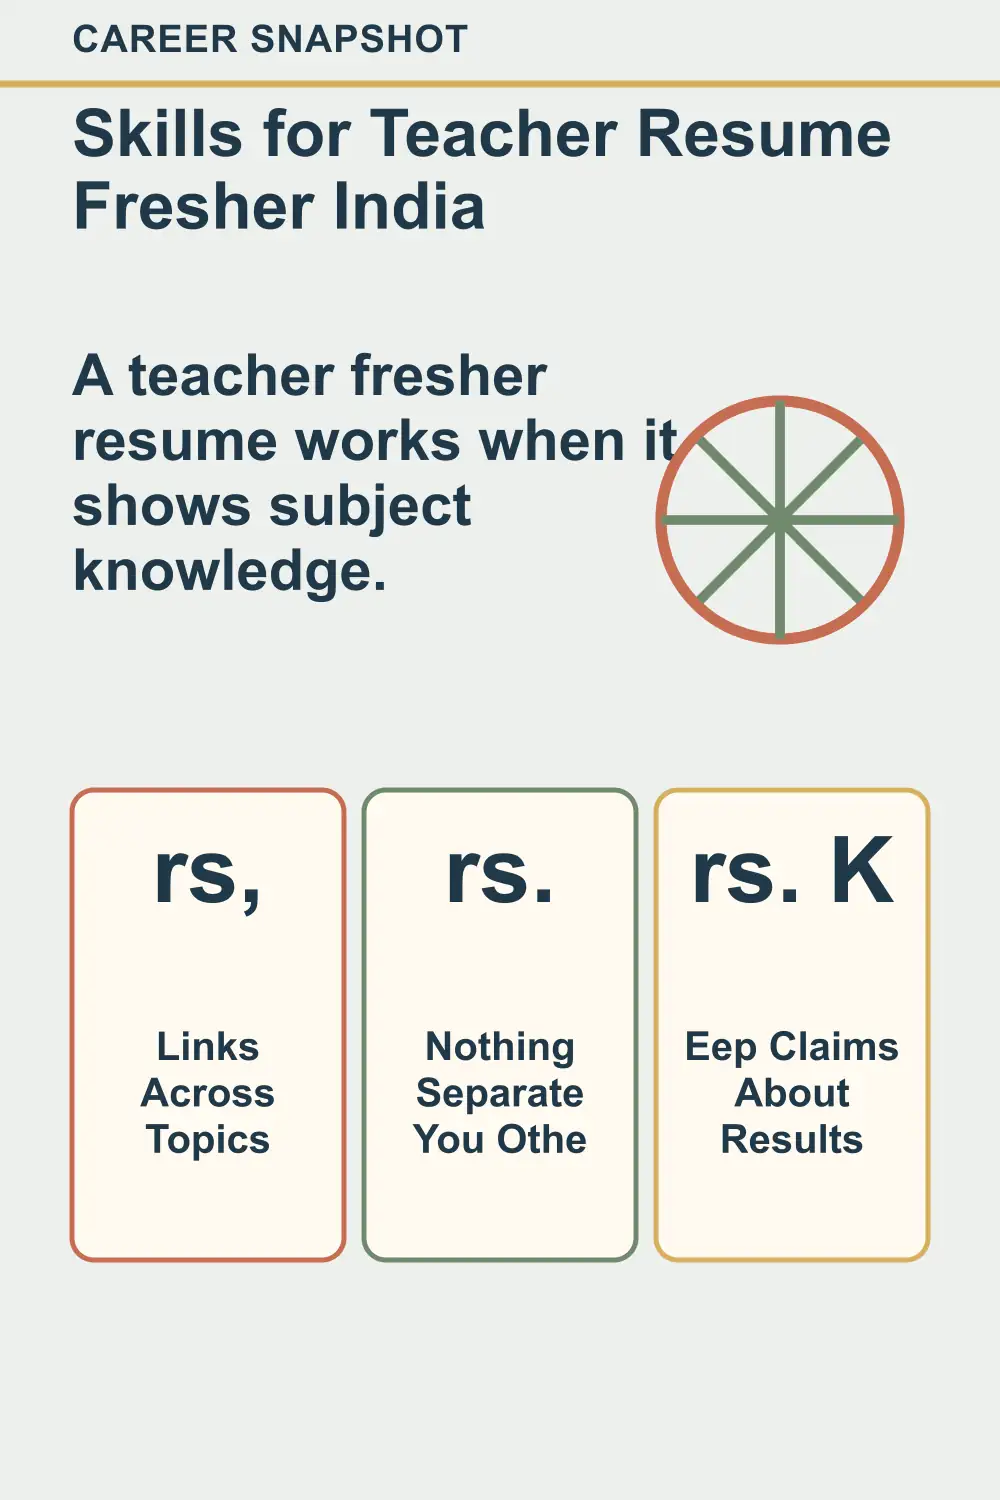 CAREER SNAPSHOT
Skills for Teacher Resume
Fresher India
A teacher fresher
resume works when it
shows subject
knowledge.
rs,
Links
Across
Topics
rs.
Nothing
Separate
You Othe
rs. K
Eep Claims
About
Results